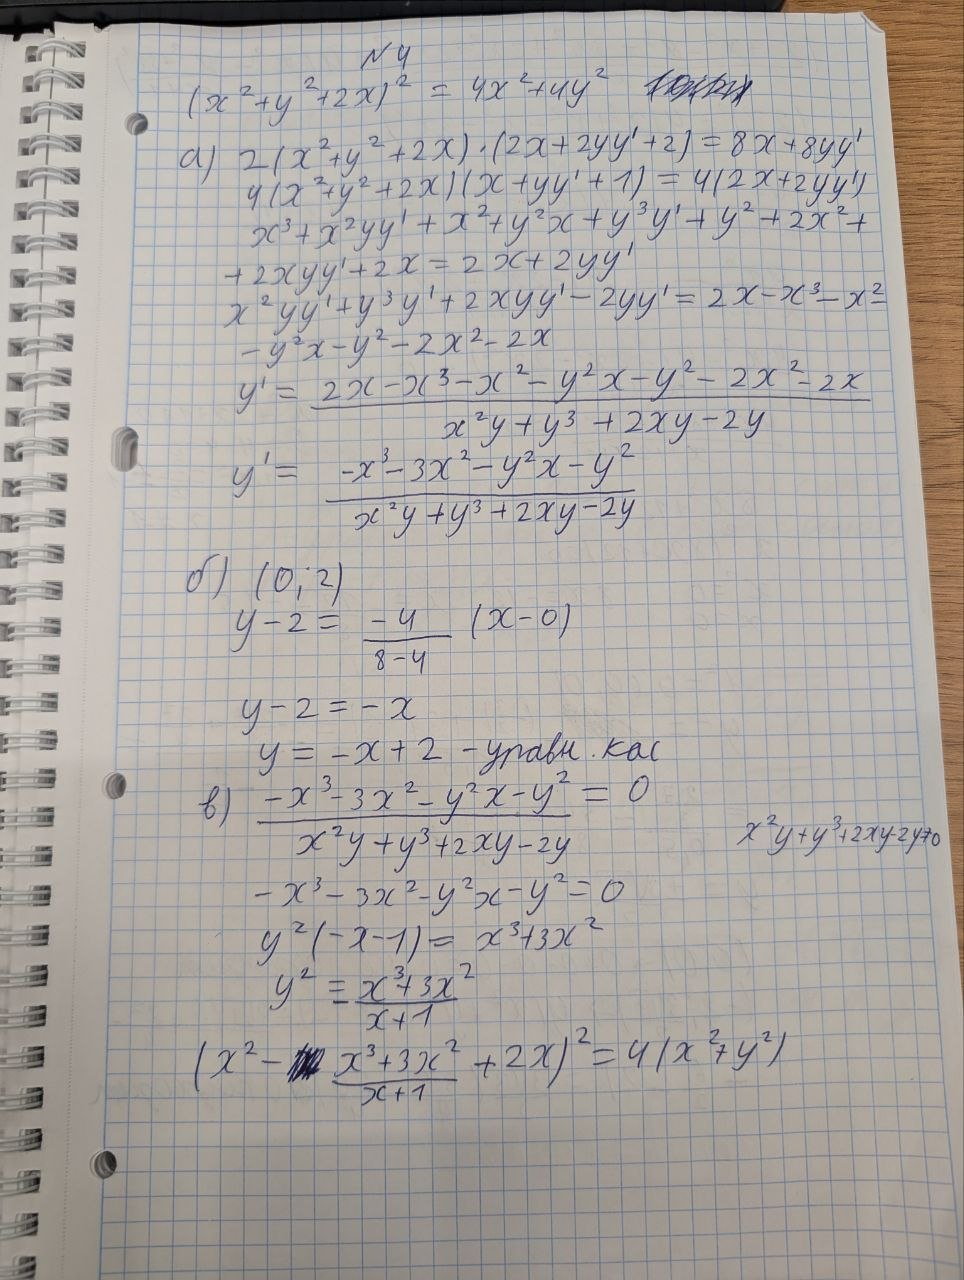 №4
(x²+y²+2x)² = 4x²+4y²
а) 2(x²+y²+2x)·(2x+2yy'+2)=8x+8yy'
4(x²+y²+2x)(x+yy'+1)=4(2x+2yy')
x³+x²yy'+x²+y²x+y³y'+y²+2x²+
+2xyy'+2x=2x+2yy'
x²yy'+y³y'+2xyy'-2yy'=2x-x³-x²-
-y²x-y²-2x²-2x
y' = (2x-x³-x²-y²x-y²-2x²-2x)/(x²y+y³+2xy-2y)
y' = (-x³-3x²-y²x-y²)/(x²y+y³+2xy-2y)
б) (0; 2)
y-2 = (-4)/(8-4) (x-0)
y-2=-x
y=-x+2 - уравн. кас
в) (-x³-3x²-y²x-y²)/(x²y+y³+2xy-2y) = 0
x²y+y³+2xy-2y≠0
-x³-3x²-y²x-y²=0
y²(-x-1)= x³+3x²
y² = -(x³+3x²)/(x+1)
(x² - (x³+3x²)/(x+1) + 2x)² = 4(x²+y²)